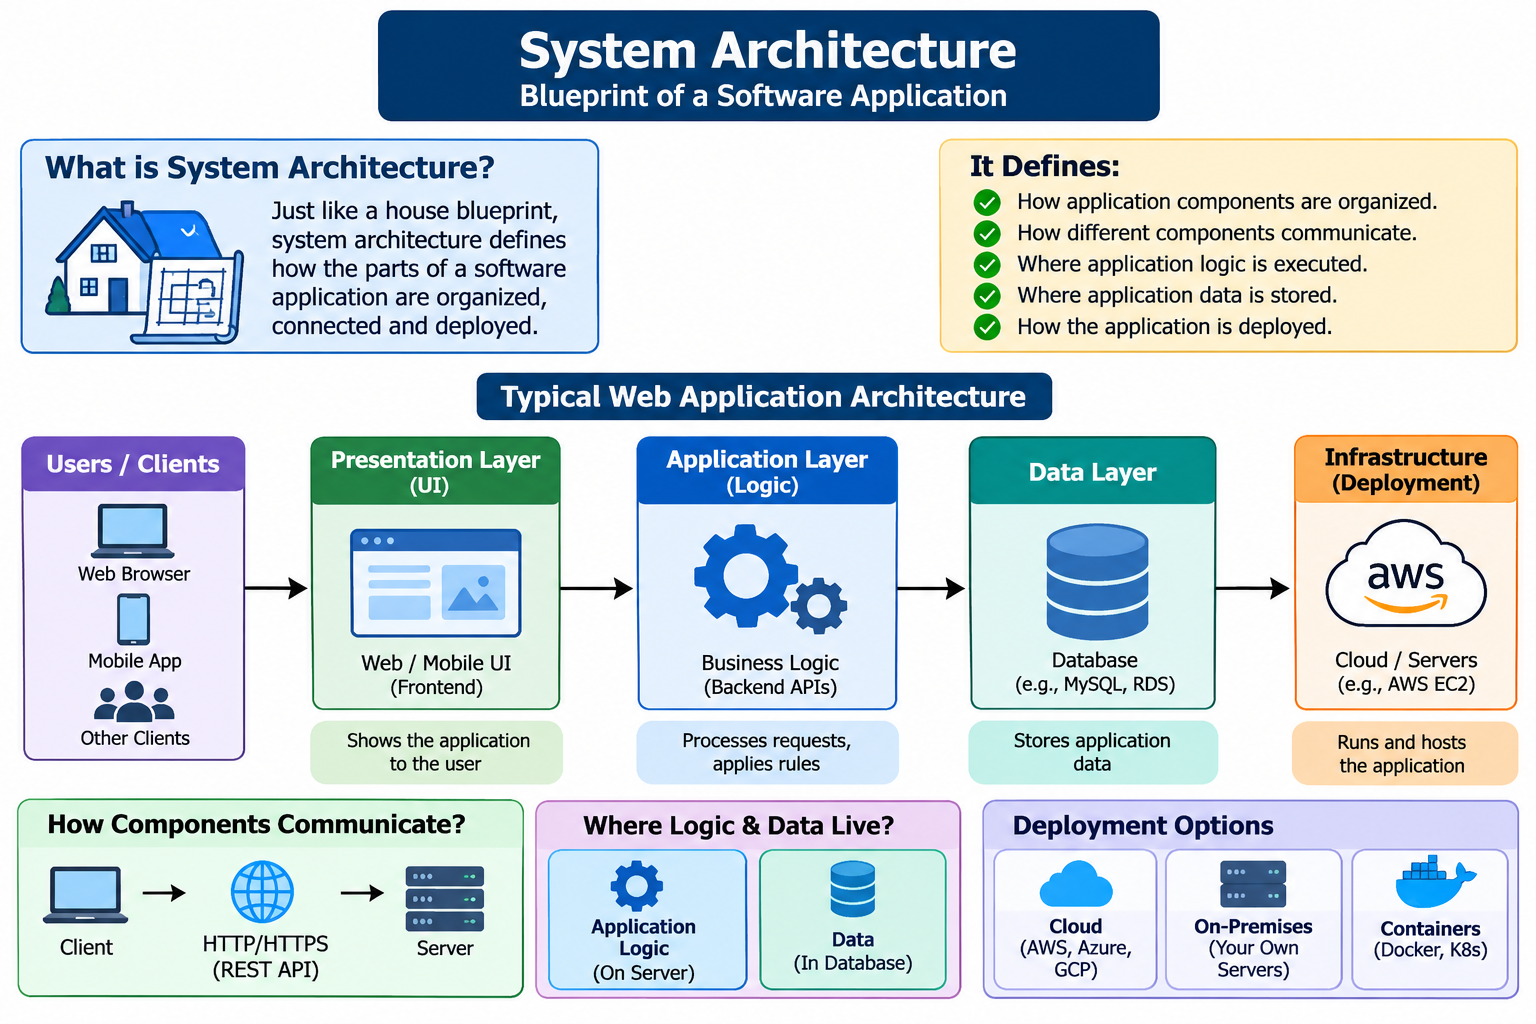 System Architecture
Blueprint of a Software Application
What is System Architecture?
Just like a house blueprint,
system architecture defines
how the parts of a software
application are organized,
connected and deployed.
It Defines:
How application components are organized.
How different components communicate.
Where application logic is executed.
Where application data is stored.
How the application is deployed.
Typical Web Application Architecture
Users / Clients
Web Browser
Mobile App
Other Clients
Presentation Layer
(UI)
Web / Mobile UI
(Frontend)
Shows the application
to the user
Application Layer
(Logic)
Business Logic
(Backend APIs)
Processes requests,
applies rules
Data Layer
Database
(e.g., MySQL, RDS)
Stores application
data
Infrastructure
(Deployment)
aws
Cloud / Servers
(e.g., AWS EC2)
Runs and hosts
the application
How Components Communicate?
Client
HTTP/HTTPS
(REST API)
Server
Where Logic & Data Live?
Application
Logic
(On Server)
Data
(In Database)
Deployment Options
Cloud
(AWS, Azure,
GCP)
On-Premises
(Your Own
Servers)
Containers
(Docker, K8s)